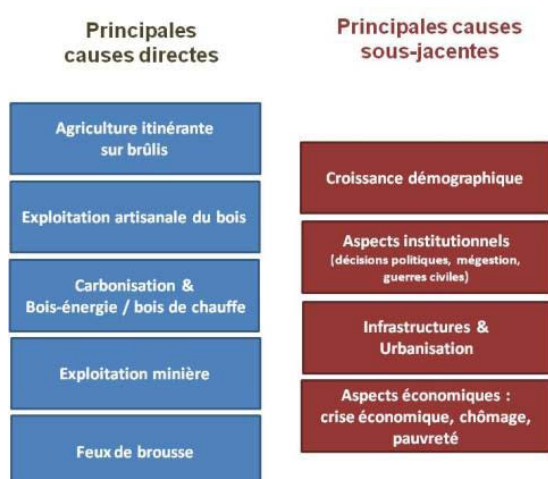 Principales
causes directes
Agriculture itinérante
sur brûlis
Exploitation artisanale du bois
Carbonisation &
Bois-énergie / bois de chauffe
Exploitation minière
Feux de brousse
Principales causes
sous-jacentes
Croissance démographique
Aspects institutionnels
(décisions politiques, mégestion,
guerres civiles)
Infrastructures &
Urbanisation
Aspects économiques :
crise économique, chômage,
pauvreté